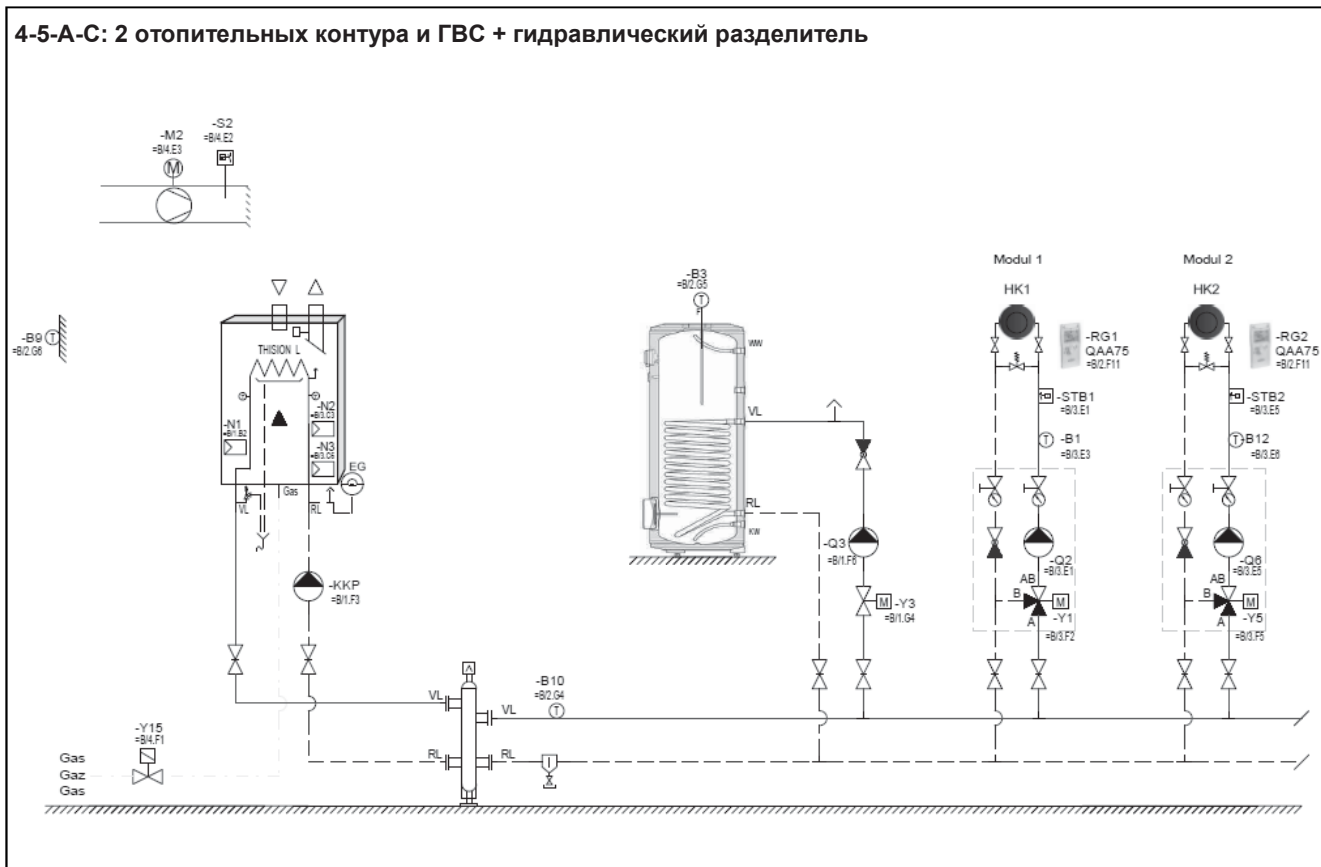 4-5-A-C: 2 отопительных контура и ГВС + гидравлический разделитель
-M2
=B/4.E3
M
-S2
=B/4.E2
-B9
=B/2.G6
T
THISION L
-N1
=B/1.B2
-N2
=B/3.C3
-N3
=B/3.C6
EG
VL
Gas
RL
-KKP
=B/1.F3
-B3
=B/2.G5
T
F
WW
VL
RL
KW
-Q3
=B/1.F6
M
-Y3
=B/1.G4
Modul 1
HK1
-RG1
QAA75
=B/2.F11
-STB1
=B/3.E1
T
-B1
=B/3.E3
-Q2
=B/3.E1
AB
B
M
A
-Y1
=B/3.F2
Modul 2
HK2
-RG2
QAA75
=B/2.F11
-STB2
=B/3.E5
T
-B12
=B/3.E6
-Q6
=B/3.E5
AB
B
M
A
-Y5
=B/3.F5
A
VL
VL
-B10
=B/2.G4
T
RL
RL
-Y15
=B/4.F1
Gas
Gaz
Gas